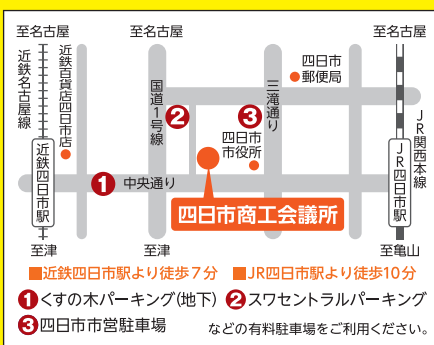 至名古屋
至名古屋
至名古屋
近鉄名古屋線
近鉄百貨店四日市店
国道1号線
三滝通り
四日市
郵便局
JR関西本線
2
3
四日市
市役所
近鉄四日市駅
1
中央通り
JR四日市駅
四日市商工会議所
至津
至津
至亀山
■近鉄四日市駅より徒歩7分 ■JR四日市駅より徒歩10分
1くすの木パーキング(地下) 2スワセントラルパーキング
3四日市市営駐車場 などの有料駐車場をご利用ください。